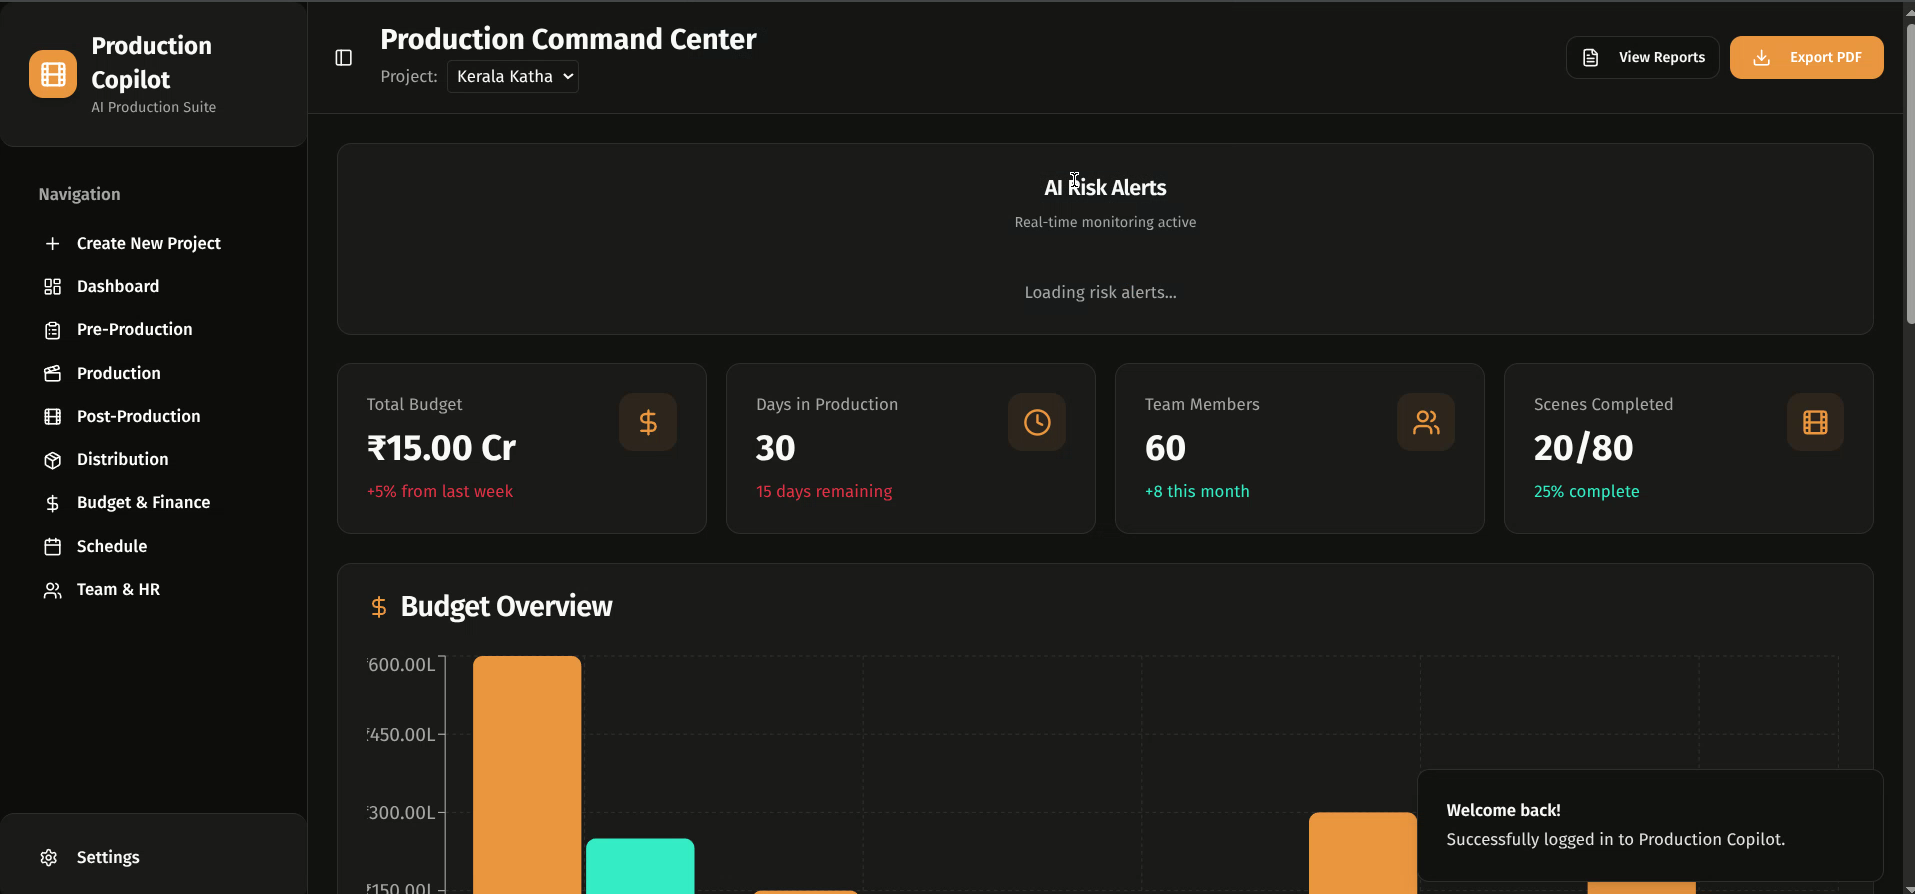 Production
Copilot
AI Production Suite
Navigation
Create New Project
Dashboard
Pre-Production
Production
Post-Production
Distribution
Budget & Finance
Schedule
Team & HR
Settings
Production Command Center
Project: Kerala Katha
View Reports
Export PDF
AI Risk Alerts
Real-time monitoring active
Loading risk alerts...
Total Budget
₹15.00 Cr
+5% from last week
Days in Production
30
15 days remaining
Team Members
60
+8 this month
Scenes Completed
20/80
25% complete
$ Budget Overview
₹600.00L
₹450.00L
₹300.00L
₹150.00L
Welcome back!
Successfully logged in to Production Copilot.